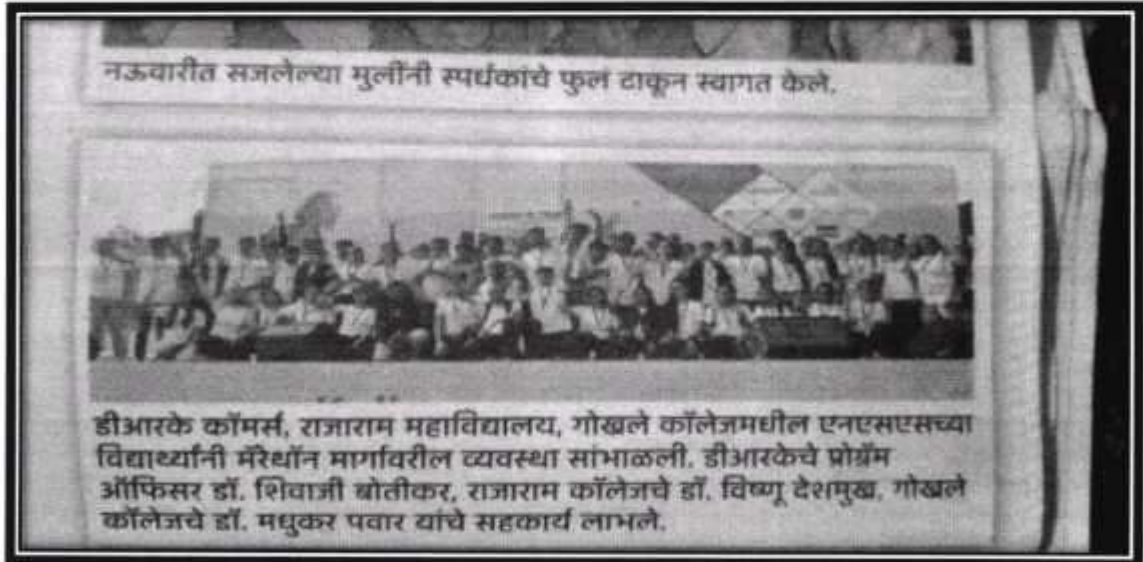 नऊवारीत सजलेल्या मुलींनी स्पर्धकांचे फुलं टाकून स्वागत केले.
डीआरके कॉमर्स, राजाराम महाविद्यालय, गोखले कॉलेजमधील एनएसएसच्या
विद्यार्थ्यांनी मॅरेथॉन मार्गावरील व्यवस्था सांभाळली. डीआरकेचे प्रोग्रॅम
ऑफिसर डॉ. शिवाजी बोतीकर, राजाराम कॉलेजचे डॉ. विष्णू देशमुख, गोखले
कॉलेजचे डॉ. मधुकर पवार यांचे सहकार्य लाभले.